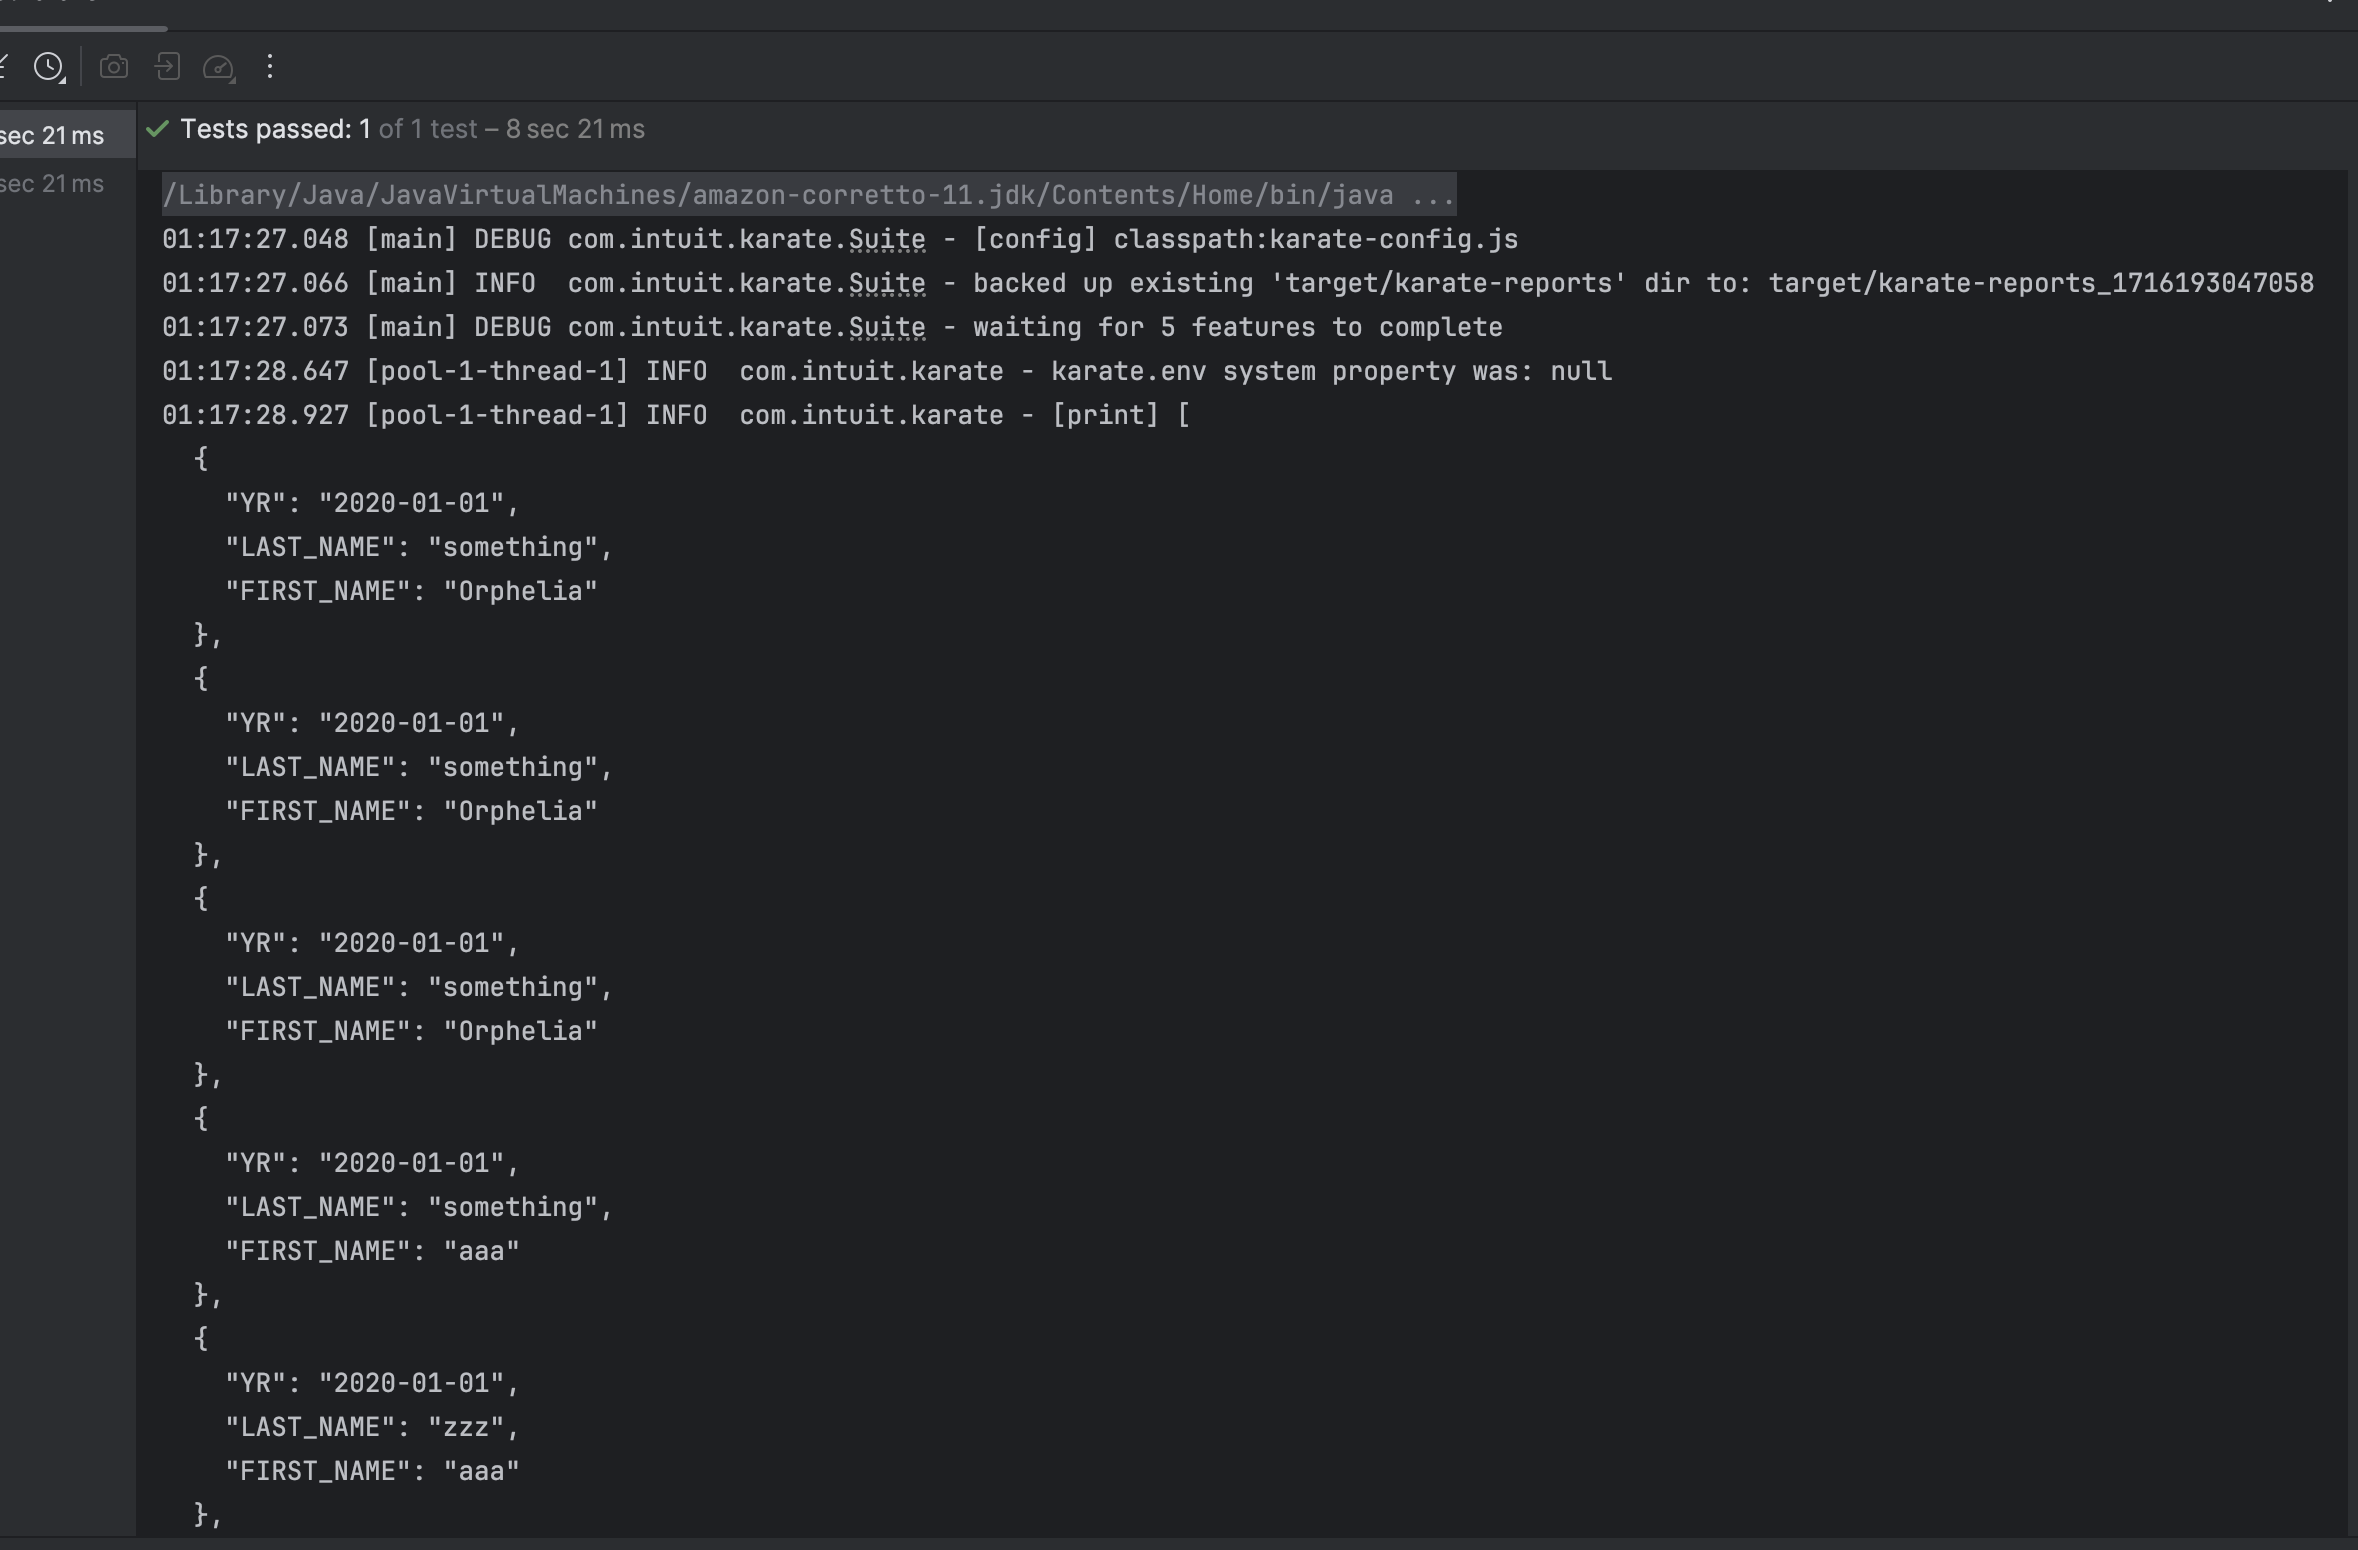 sec 21 ms
sec 21 ms
Tests passed: 1 of 1 test – 8 sec 21 ms
/Library/Java/JavaVirtualMachines/amazon-corretto-11.jdk/Contents/Home/bin/java ...
01:17:27.048 [main] DEBUG com.intuit.karate.Suite - [config] classpath:karate-config.js
01:17:27.066 [main] INFO  com.intuit.karate.Suite - backed up existing 'target/karate-reports' dir to: target/karate-reports_1716193047058
01:17:27.073 [main] DEBUG com.intuit.karate.Suite - waiting for 5 features to complete
01:17:28.647 [pool-1-thread-1] INFO  com.intuit.karate - karate.env system property was: null
01:17:28.927 [pool-1-thread-1] INFO  com.intuit.karate - [print] [
  {
    "YR": "2020-01-01",
    "LAST_NAME": "something",
    "FIRST_NAME": "Orphelia"
  },
  {
    "YR": "2020-01-01",
    "LAST_NAME": "something",
    "FIRST_NAME": "Orphelia"
  },
  {
    "YR": "2020-01-01",
    "LAST_NAME": "something",
    "FIRST_NAME": "Orphelia"
  },
  {
    "YR": "2020-01-01",
    "LAST_NAME": "something",
    "FIRST_NAME": "aaa"
  },
  {
    "YR": "2020-01-01",
    "LAST_NAME": "zzz",
    "FIRST_NAME": "aaa"
  },